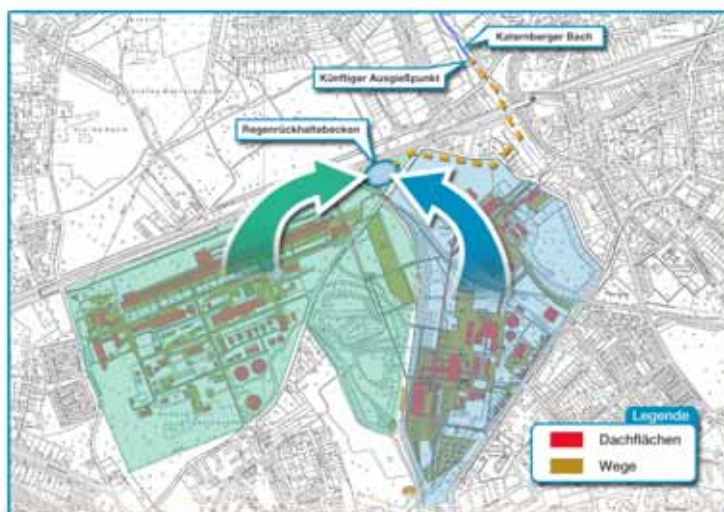 Katernberger Bach
Künftiger Ausgießpunkt
Regenrückhaltebecken
Legende
Dachflächen
Wege